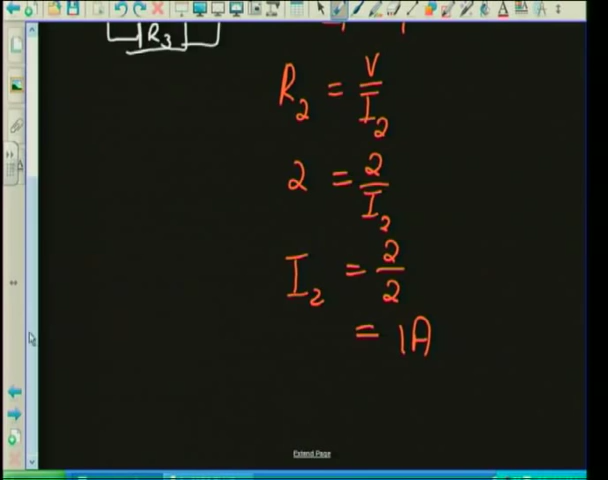 R₃
R₂ = V/I₂
2 = 2/I₂
I₂ = 2/2
= 1A
Extend Page